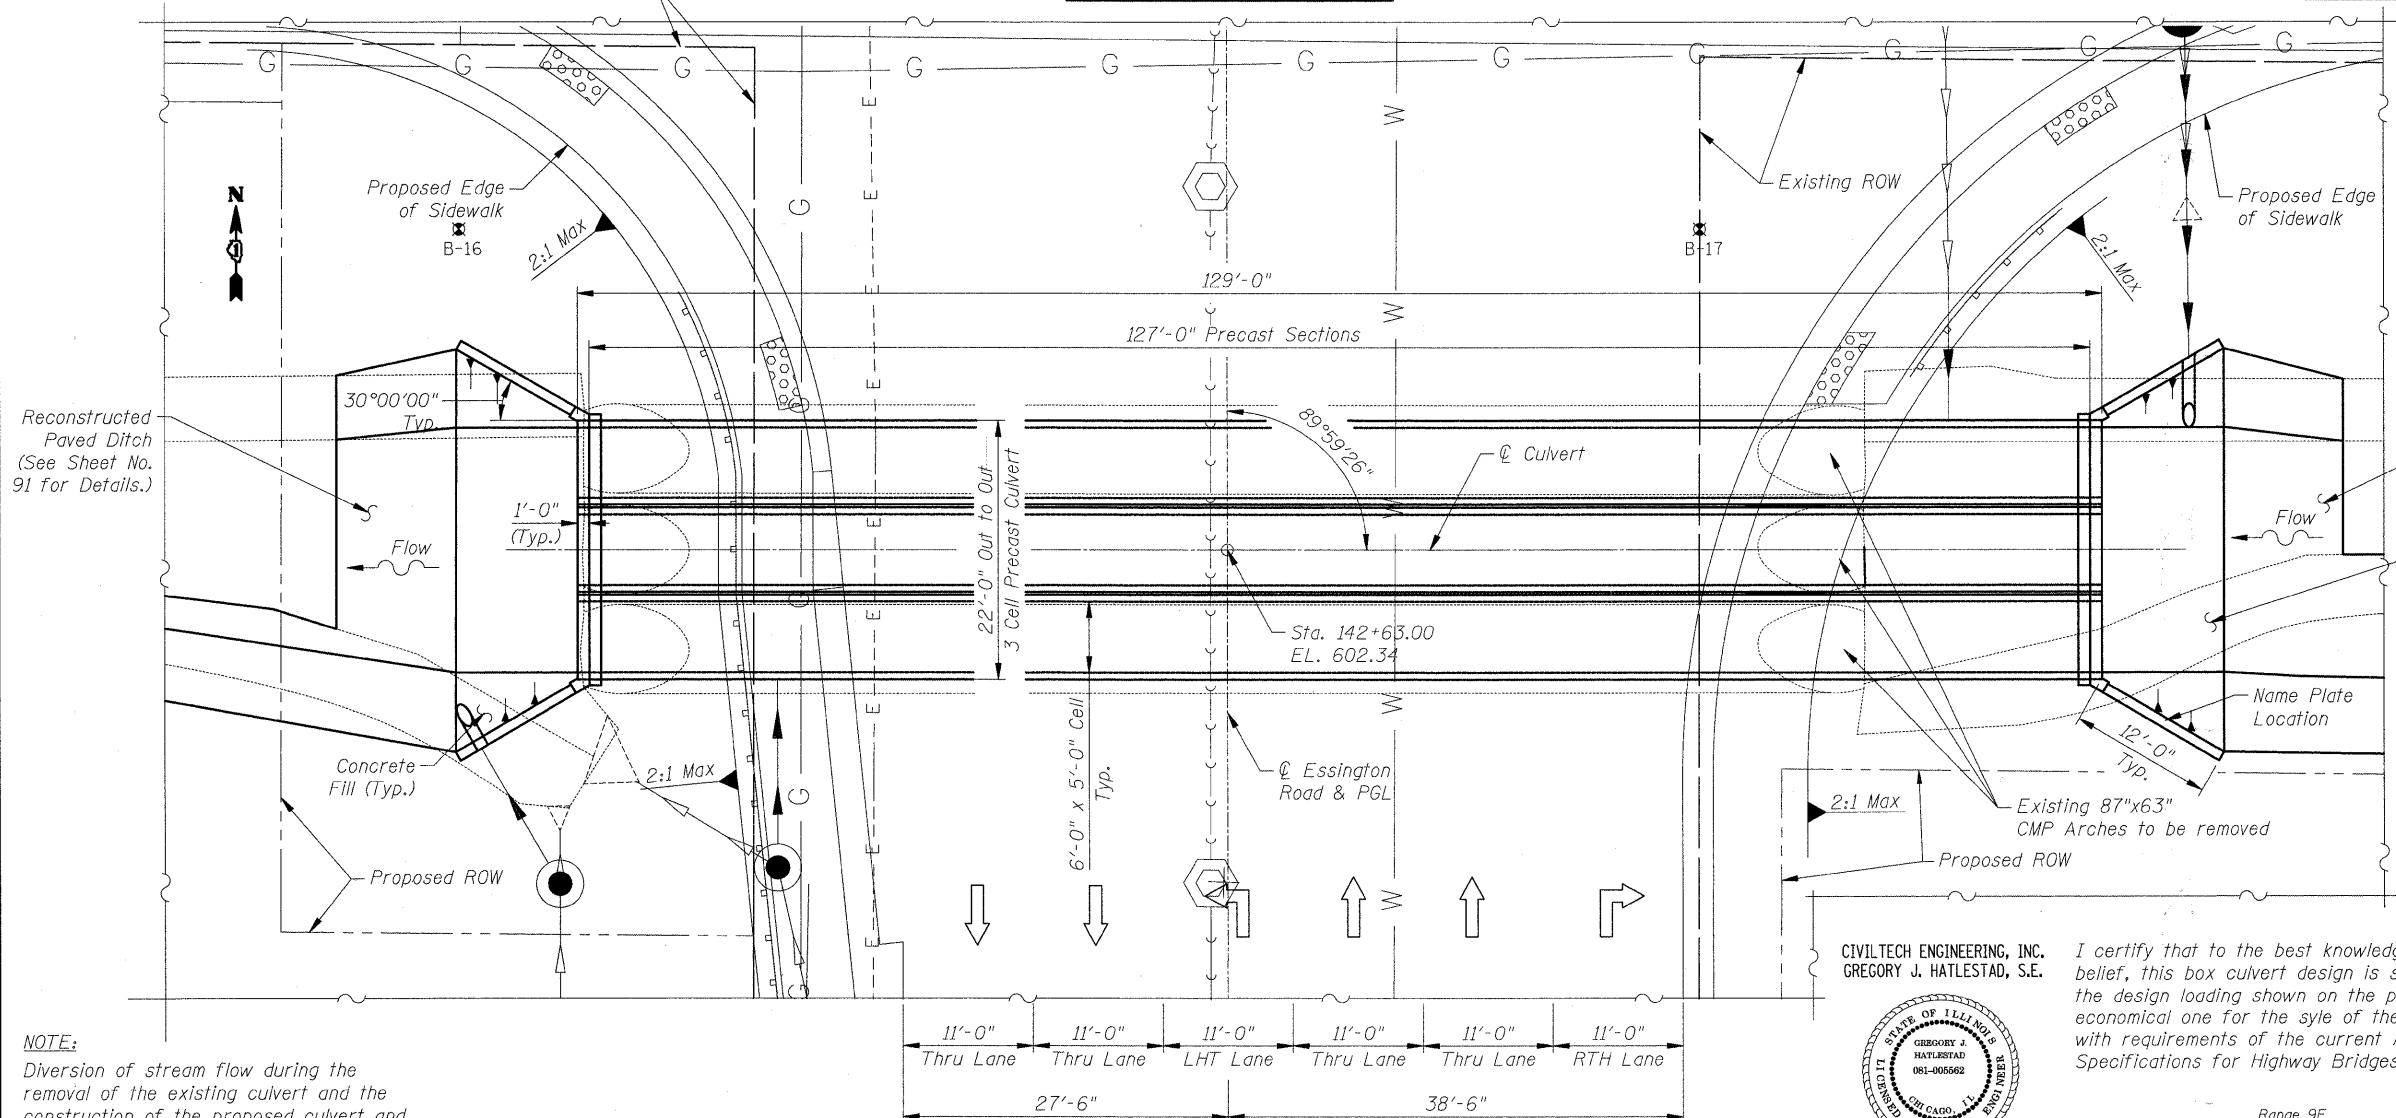 G G G G G G G G G G G
Proposed Edge
of Sidewalk
N
1
B-16
2:1 Max
G
E
E
E
E
E
E
E
E
W
W
W
W
W
Existing ROW
B-17
Proposed Edge
of Sidewalk
2:1 Max
129'-0"
127'-0" Precast Sections
30°00'00"
Typ.
Reconstructed
Paved Ditch
(See Sheet No.
91 for Details.)
1'-0"
(Typ.)
Flow
22'-0" Out to Out
3 Cell Precast Culvert
89°59'26"
℄ Culvert
Flow
G
G
Sta. 142+63.00
EL. 602.34
Name Plate
Location
12'-0"
Typ.
Concrete
Fill (Typ.)
2:1 Max
G
6'-0" x 5'-0" Cell
Typ.
℄ Essington
Road & PGL
2:1 Max
Existing 87"x63"
CMP Arches to be removed
Proposed ROW
Proposed ROW
G
G
CIVILTECH ENGINEERING, INC.
GREGORY J. HATLESTAD, S.E.
I certify that to the best knowledg
belief, this box culvert design is s
the design loading shown on the p
economical one for the syle of the
with requirements of the current A
Specifications for Highway Bridges
STATE OF ILLINOIS
LICENSED
ENGINEER
GREGORY J.
HATLESTAD
081-005562
CHICAGO, IL
11'-0" 11'-0" 11'-0" 11'-0" 11'-0" 11'-0"
Thru Lane Thru Lane LHT Lane Thru Lane Thru Lane RTH Lane
27'-6" 38'-6"
NOTE:
Diversion of stream flow during the
removal of the existing culvert and the
construction of the proposed culvert and
Range 9E